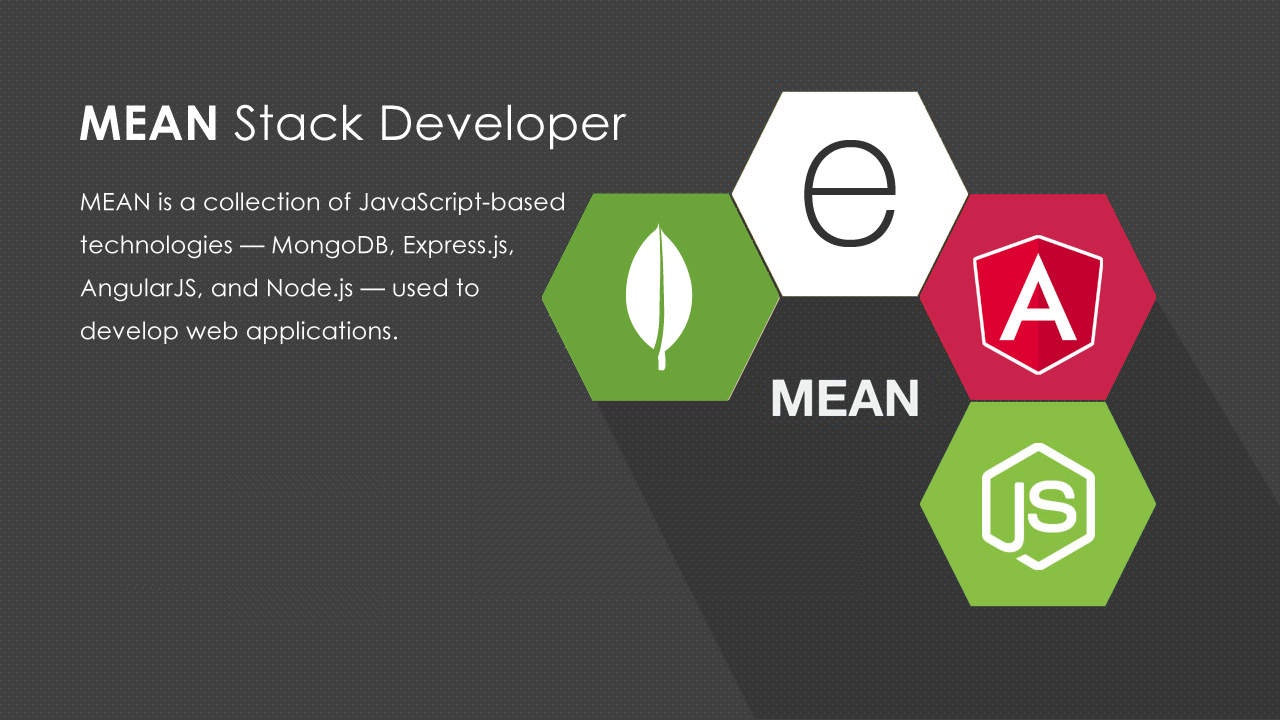 MEAN Stack Developer
MEAN is a collection of JavaScript-based
technologies — MongoDB, Express.js,
AngularJS, and Node.js — used to
develop web applications.
e
A
MEAN
JS